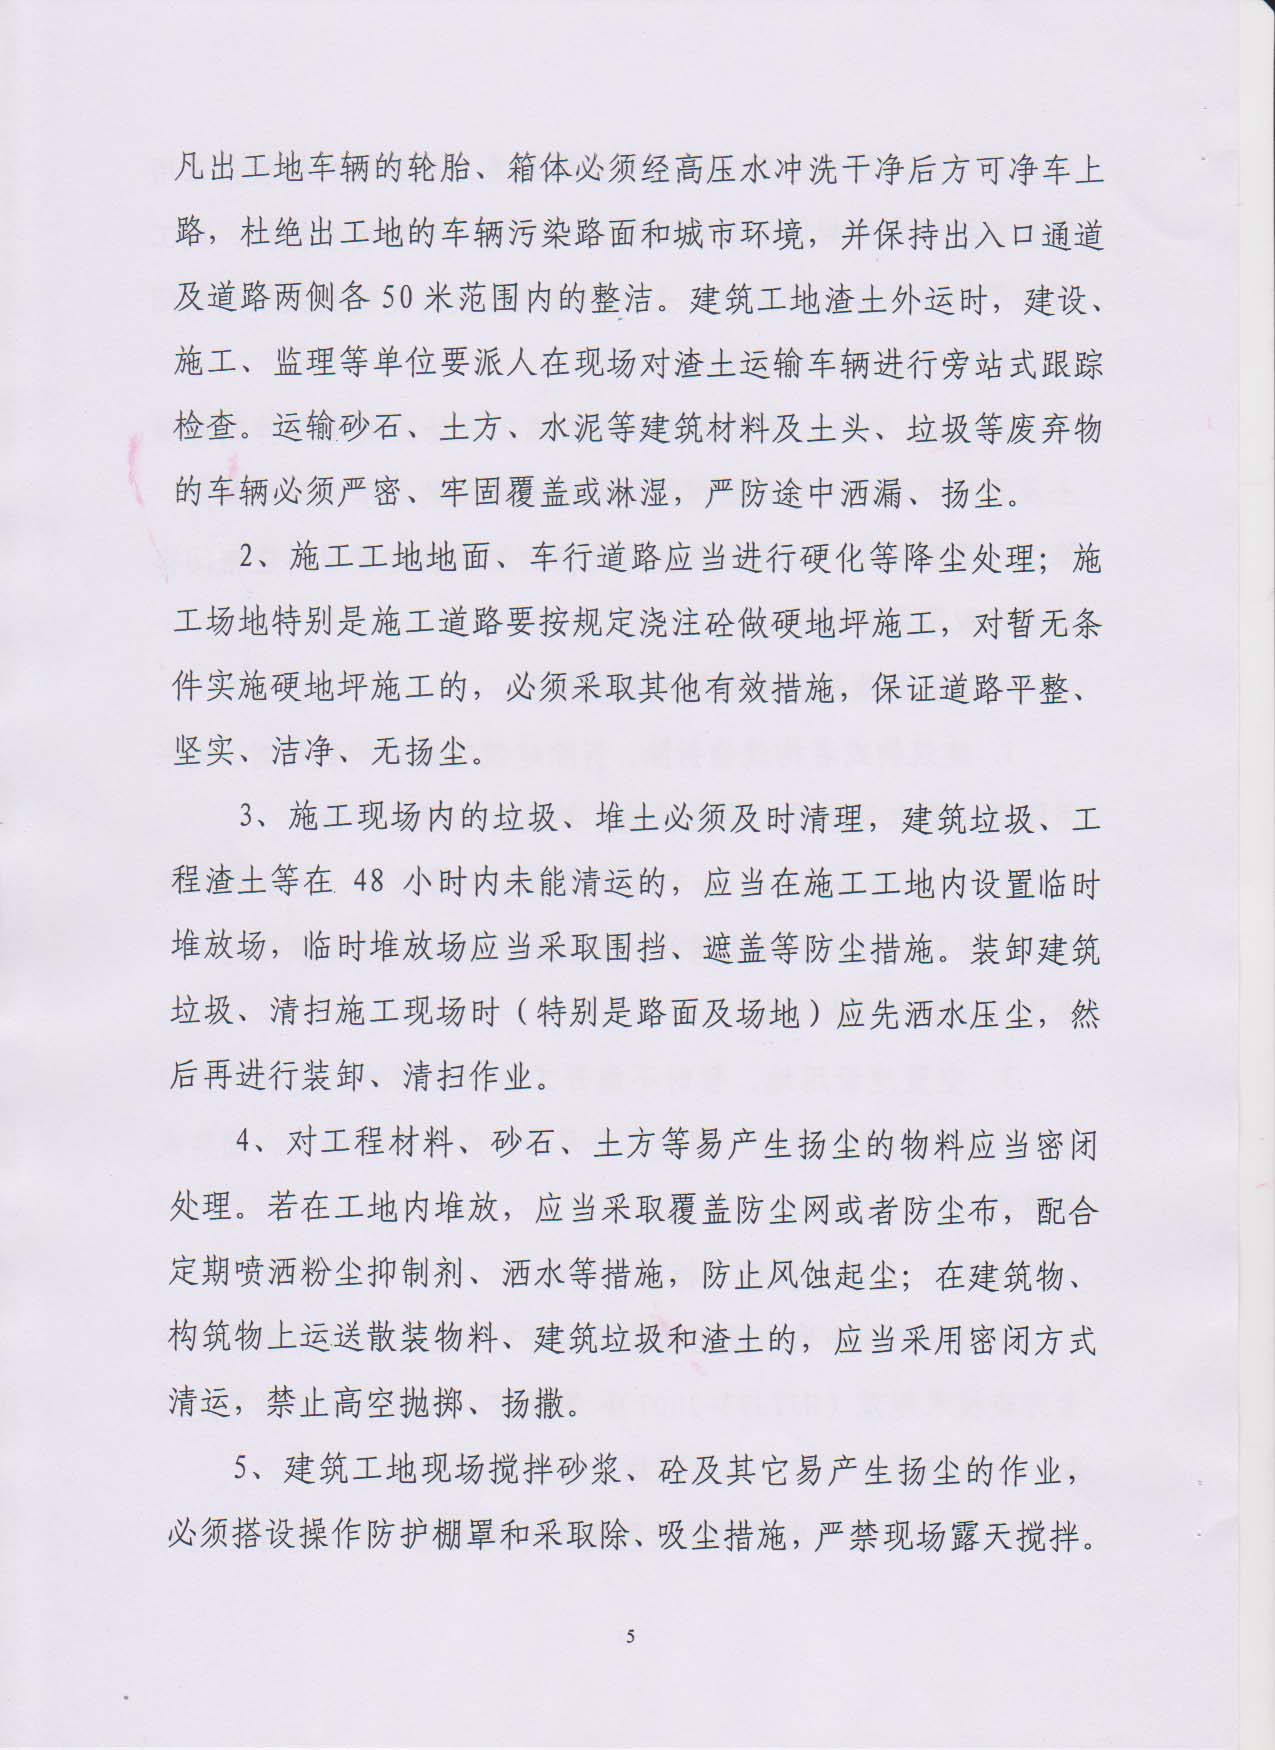 凡出工地车辆的轮胎、箱体必须经高压水冲洗干净后方可净车上
路，杜绝出工地的车辆污染路面和城市环境，并保持出入口通道
及道路两侧各 50 米范围内的整洁。建筑工地渣土外运时，建设、
施工、监理等单位要派人在现场对渣土运输车辆进行旁站式跟踪
检查。运输砂石、土方、水泥等建筑材料及土头、垃圾等废弃物
的车辆必须严密、牢固覆盖或淋湿，严防途中洒漏、扬尘。
2、施工工地地面、车行道路应当进行硬化等降尘处理；施
工场地特别是施工道路要按规定浇注砼做硬地坪施工，对暂无条
件实施硬地坪施工的，必须采取其他有效措施，保证道路平整、
坚实、洁净、无扬尘。
3、施工现场内的垃圾、堆土必须及时清理，建筑垃圾、工
程渣土等在 48 小时内未能清运的，应当在施工工地内设置临时
堆放场，临时堆放场应当采取围挡、遮盖等防尘措施。装卸建筑
垃圾、清扫施工现场时（特别是路面及场地）应先洒水压尘，然
后再进行装卸、清扫作业。
4、对工程材料、砂石、土方等易产生扬尘的物料应当密闭
处理。若在工地内堆放，应当采取覆盖防尘网或者防尘布，配合
定期喷洒粉尘抑制剂、洒水等措施，防止风蚀起尘；在建筑物、
构筑物上运送散装物料、建筑垃圾和渣土的，应当采用密闭方式
清运，禁止高空抛掷、扬撒。
5、建筑工地现场搅拌砂浆、砼及其它易产生扬尘的作业，
必须搭设操作防护棚罩和采取除、吸尘措施，严禁现场露天搅拌。
5